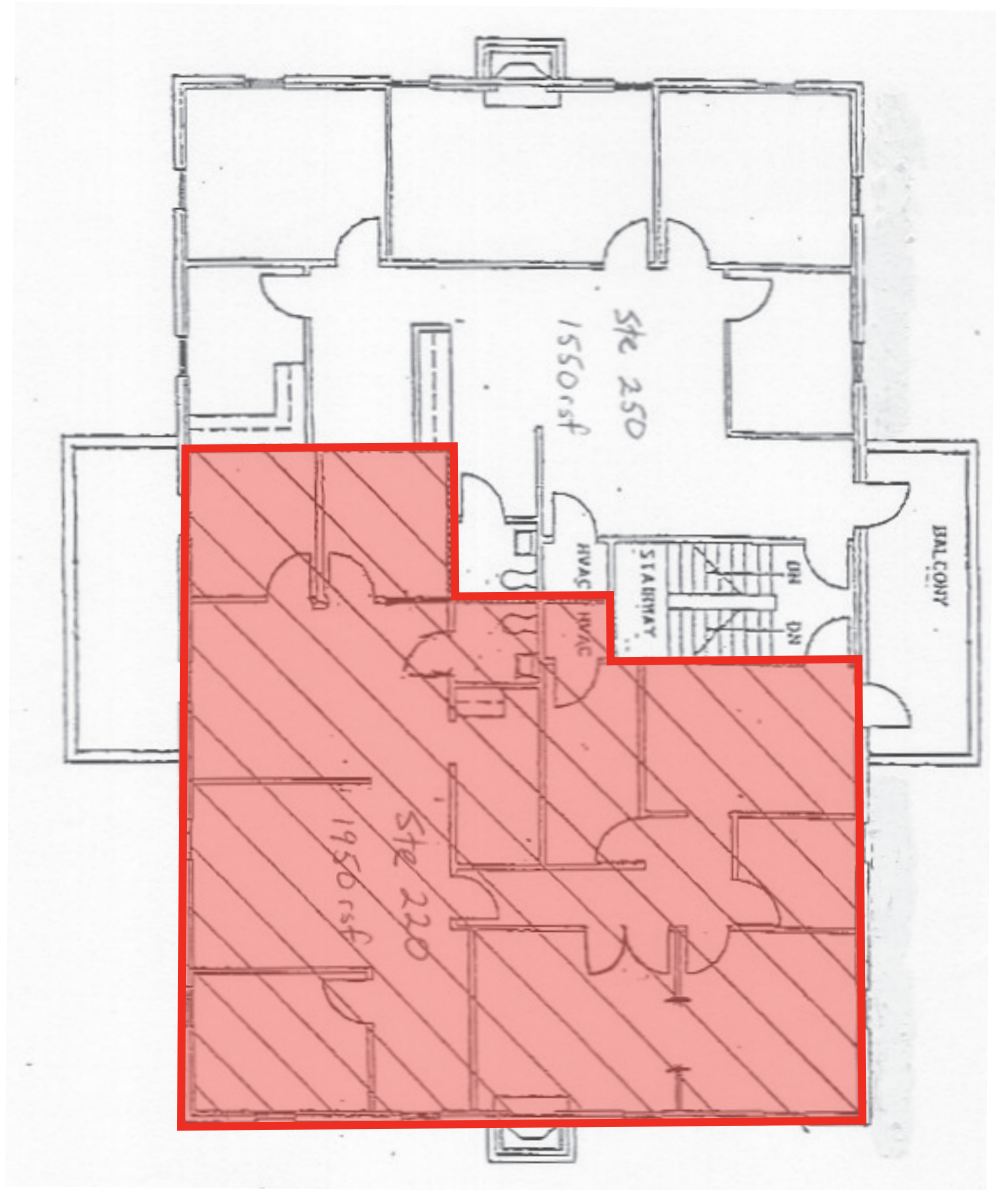 Ste 250
1550 rsf
BALCONY
HVAC
STAIRWAY
DN
DN
HVAC
Ste 220
1950 rsf